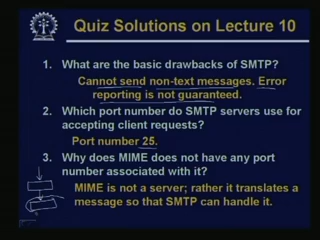 Quiz Solutions on Lecture 10
1. What are the basic drawbacks of SMTP?
Cannot send non-text messages. Error
reporting is not guaranteed.
2. Which port number do SMTP servers use for
accepting client requests?
Port number 25.
3. Why does MIME does not have any port
number associated with it?
MIME is not a server; rather it translates a
message so that SMTP can handle it.